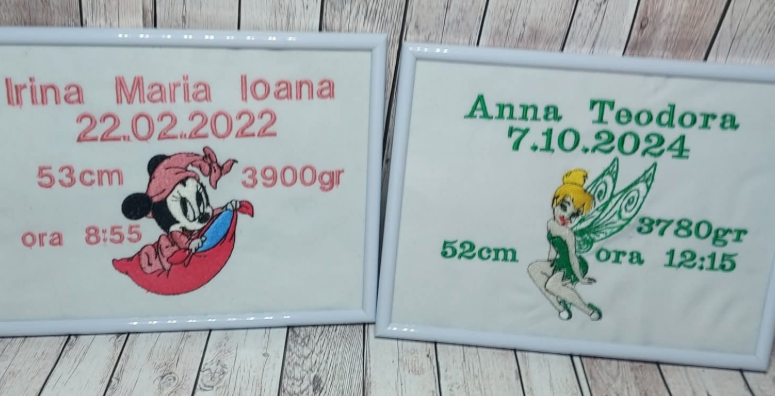 Irina Maria Ioana
22.02.2022
53cm 3900gr
ora 8:55
Anna Teodora
7.10.2024
3780gr
52cm ora 12:15